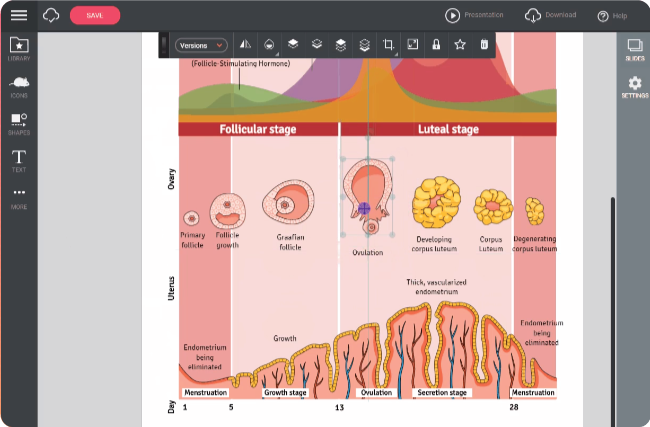 SAVE
Presentation
Download
Help
Versions
LIBRARY
ICONS
SHAPES
TEXT
MORE
SLIDES
SETTINGS
(Follicle-Stimulating Hormone)
Follicular stage
Luteal stage
Ovary
Primary
follicle
Follicle
growth
Graafian
follicle
Ovulation
Developing
corpus luteum
Corpus
Luteum
Degenerating
corpus luteum
Uterus
Thick, vascularized
endometrium
Endometrium
being
eliminated
Growth
Endometrium
being
eliminated
Menstruation
Growth stage
Ovulation
Secretion stage
Menstruation
Day
1
5
13
28